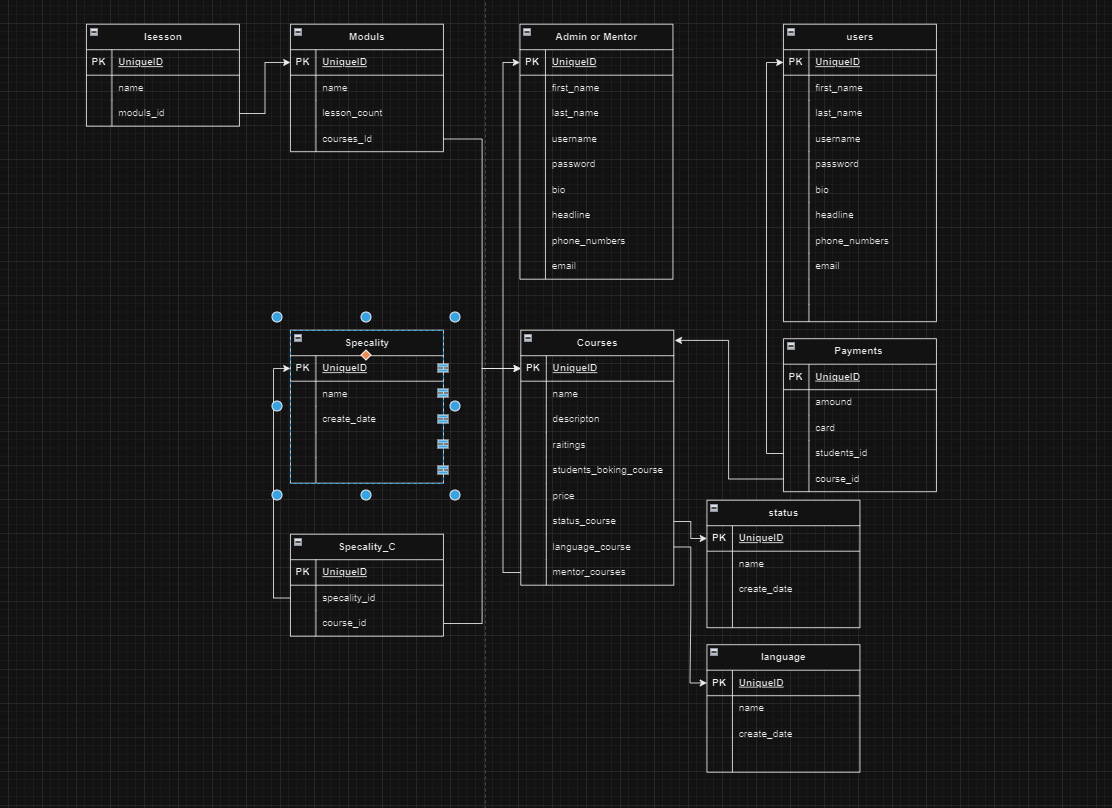 lsesson
PK UniqueID
name
moduls_id
Moduls
PK UniqueID
name
lesson_count
courses_Id
Admin or Mentor
PK UniqueID
first_name
last_name
username
password
bio
headline
phone_numbers
email
users
PK UniqueID
first_name
last_name
username
password
bio
headline
phone_numbers
email
Specality
PK UniqueID
name
create_date
Courses
PK UniqueID
name
descripton
raitings
students_boking_course
price
status_course
language_course
mentor_courses
Payments
PK UniqueID
amound
card
students_id
course_id
Specality_C
PK UniqueID
specality_id
course_id
status
PK UniqueID
name
create_date
language
PK UniqueID
name
create_date